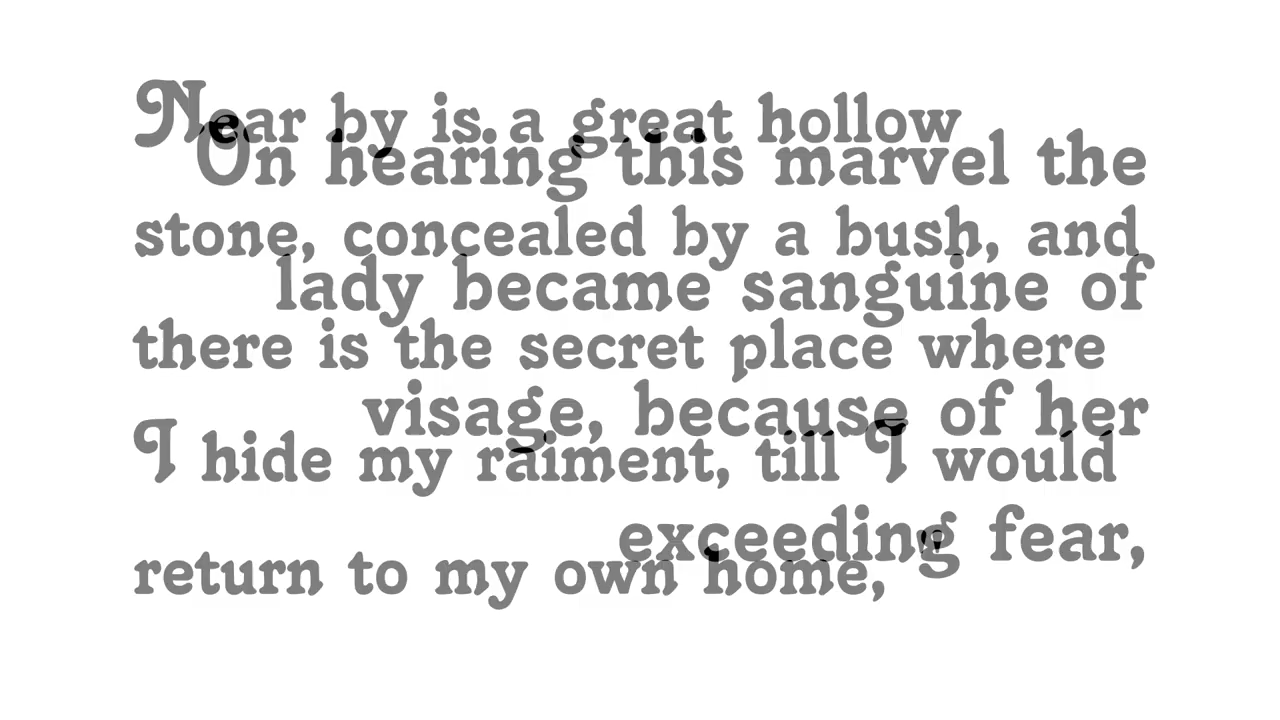 Near by is a great hollow
On hearing this marvel the
stone, concealed by a bush, and
lady became sanguine of
there is the secret place where
visage, because of her
I hide my raiment, till I would
exceeding fear,
return to my own home,